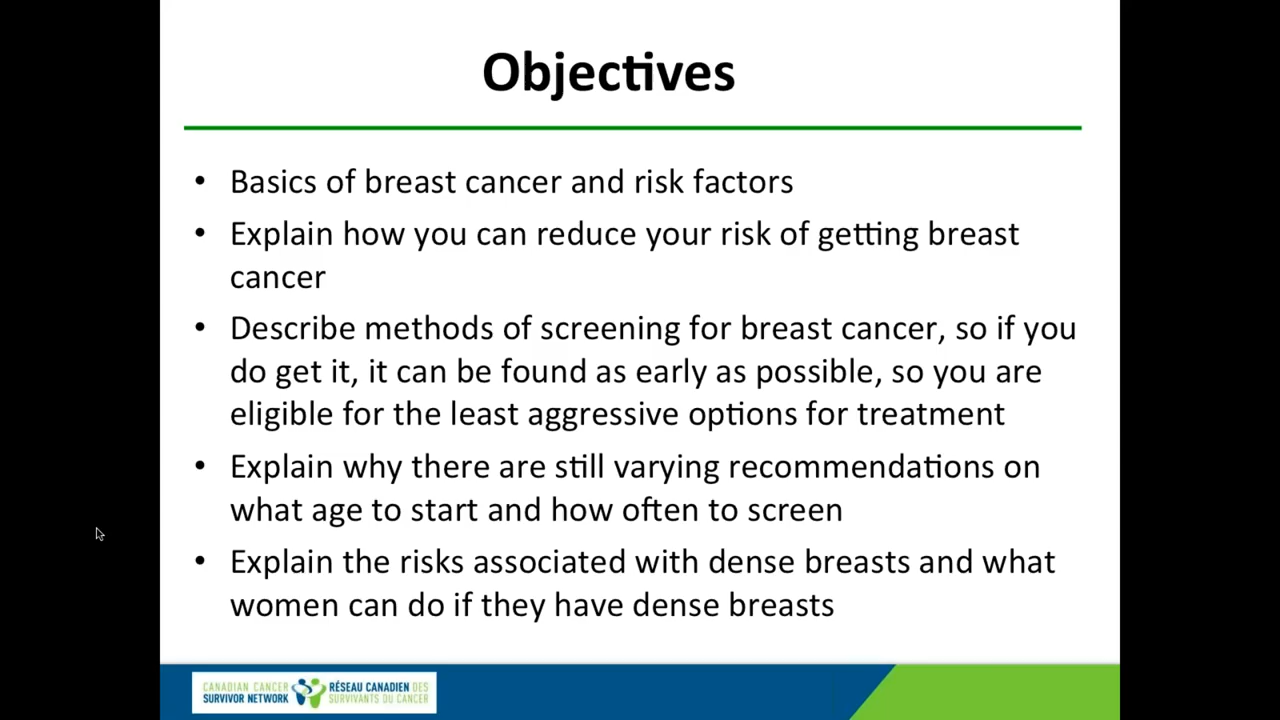 Objectives
• Basics of breast cancer and risk factors
• Explain how you can reduce your risk of getting breast
cancer
• Describe methods of screening for breast cancer, so if you
do get it, it can be found as early as possible, so you are
eligible for the least aggressive options for treatment
• Explain why there are still varying recommendations on
what age to start and how often to screen
• Explain the risks associated with dense breasts and what
women can do if they have dense breasts
CANADIAN CANCER
SURVIVOR NETWORK
RÉSEAU CANADIEN DES
SURVIVANTS DU CANCER